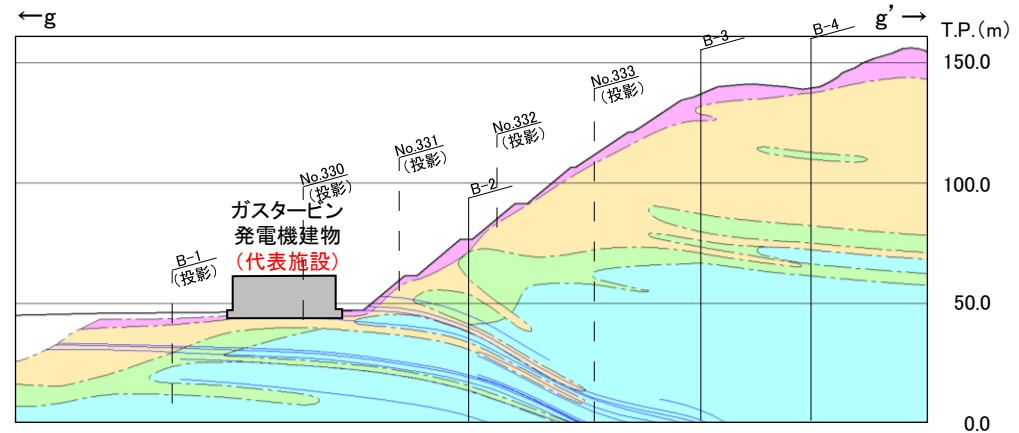 ←g
g’→
T.P.(m)
150.0
100.0
50.0
0.0
B-3
B-4
No.333
(投影)
No.332
(投影)
No.331
(投影)
B-2
No.330
(投影)
ガスタービン
発電機建物
(代表施設)
B-1
(投影)